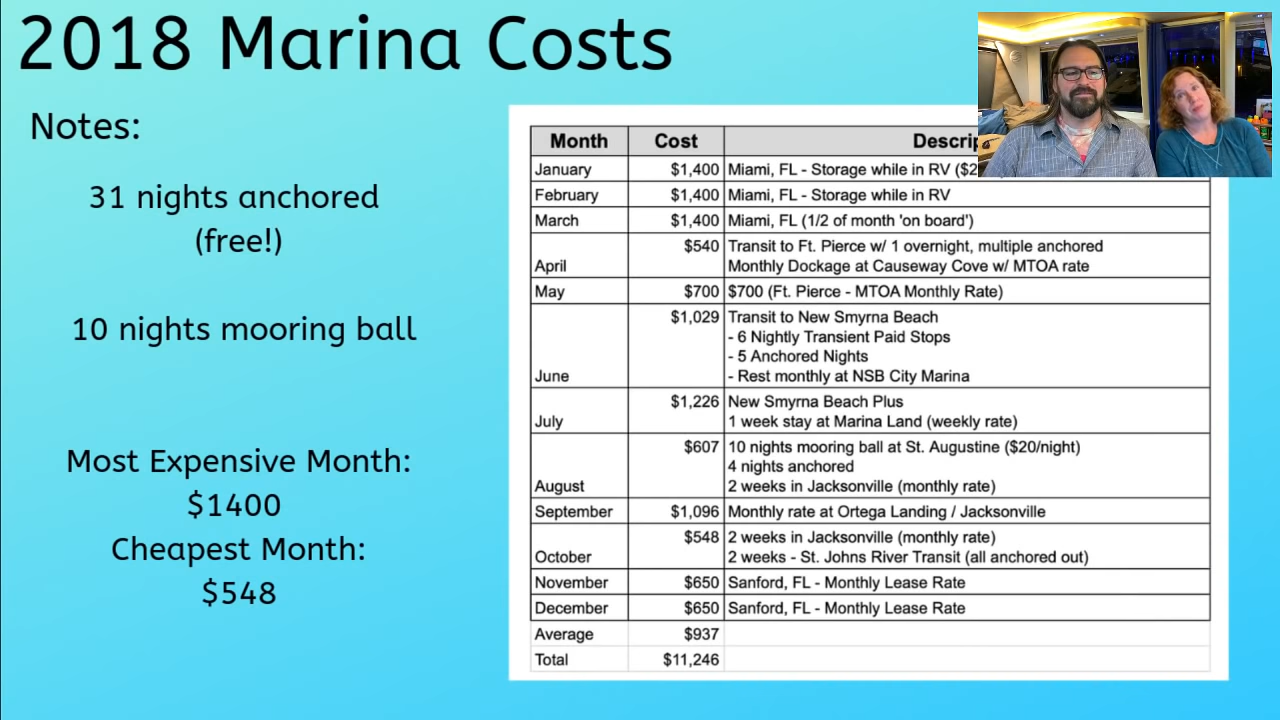 2018 Marina Costs
Notes:
31 nights anchored
(free!)
10 nights mooring ball
Most Expensive Month:
$1400
Cheapest Month:
$548
Month Cost Descrip
January $1,400 Miami, FL - Storage while in RV ($2
February $1,400 Miami, FL - Storage while in RV
March $1,400 Miami, FL (1/2 of month 'on board')
$540 Transit to Ft. Pierce w/ 1 overnight, multiple anchored
April Monthly Dockage at Causeway Cove w/ MTOA rate
May $700 $700 (Ft. Pierce - MTOA Monthly Rate)
$1,029 Transit to New Smyrna Beach
- 6 Nightly Transient Paid Stops
- 5 Anchored Nights
June - Rest monthly at NSB City Marina
$1,226 New Smyrna Beach Plus
July 1 week stay at Marina Land (weekly rate)
$607 10 nights mooring ball at St. Augustine ($20/night)
4 nights anchored
August 2 weeks in Jacksonville (monthly rate)
September $1,096 Monthly rate at Ortega Landing / Jacksonville
$548 2 weeks in Jacksonville (monthly rate)
October 2 weeks - St. Johns River Transit (all anchored out)
November $650 Sanford, FL - Monthly Lease Rate
December $650 Sanford, FL - Monthly Lease Rate
Average $937
Total $11,246